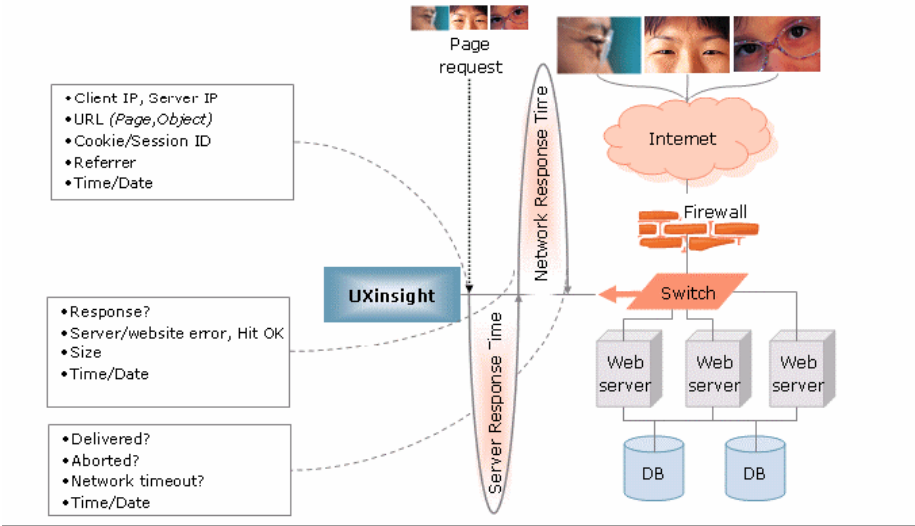 Page
request
• Client IP, Server IP
• URL (Page,Object)
• Cookie/Session ID
• Referrer
• Time/Date
Network Response Time
Internet
Firewall
UXinsight
Switch
• Response?
• Server/website error, Hit OK
• Size
• Time/Date
Server Response Time
Web
server
Web
server
Web
server
• Delivered?
• Aborted?
• Network timeout?
• Time/Date
DB
DB